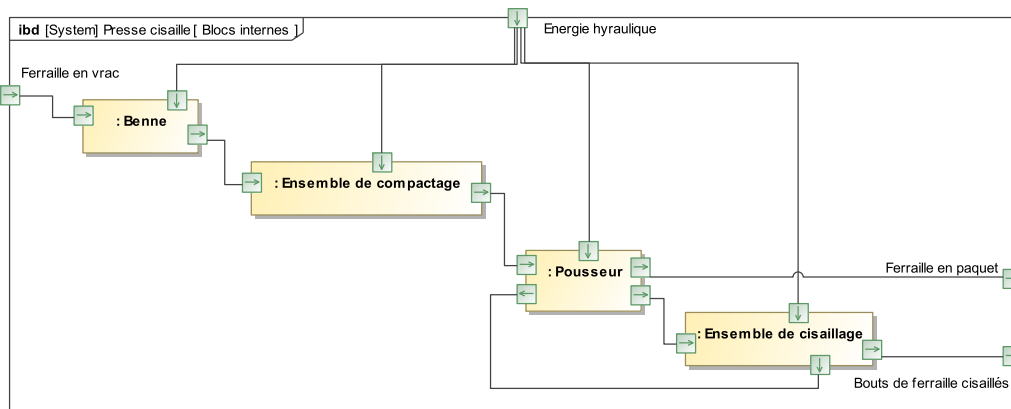 ibd [System] Presse cisaille [ Blocs internes ]
Energie hyraulique
Ferraille en vrac
: Benne
: Ensemble de compactage
: Pousseur
Ferraille en paquet
: Ensemble de cisaillage
Bouts de ferraille cisaillés